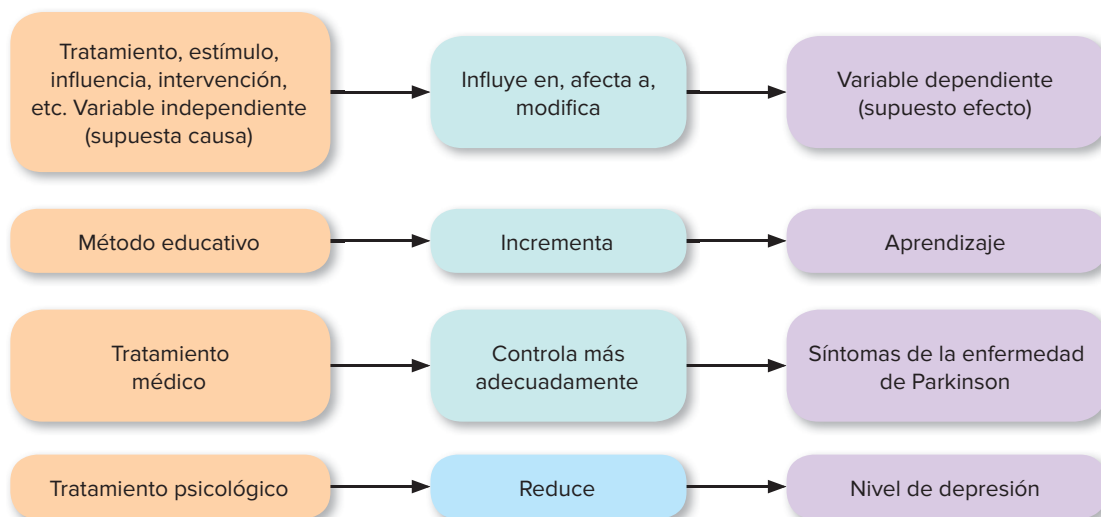 Tratamiento, estímulo,
influencia, intervención,
etc. Variable independiente
(supuesta causa)
Influye en, afecta a,
modifica
Variable dependiente
(supuesto efecto)
Método educativo
Incrementa
Aprendizaje
Tratamiento
médico
Controla más
adecuadamente
Síntomas de la enfermedad
de Parkinson
Tratamiento psicológico
Reduce
Nivel de depresión